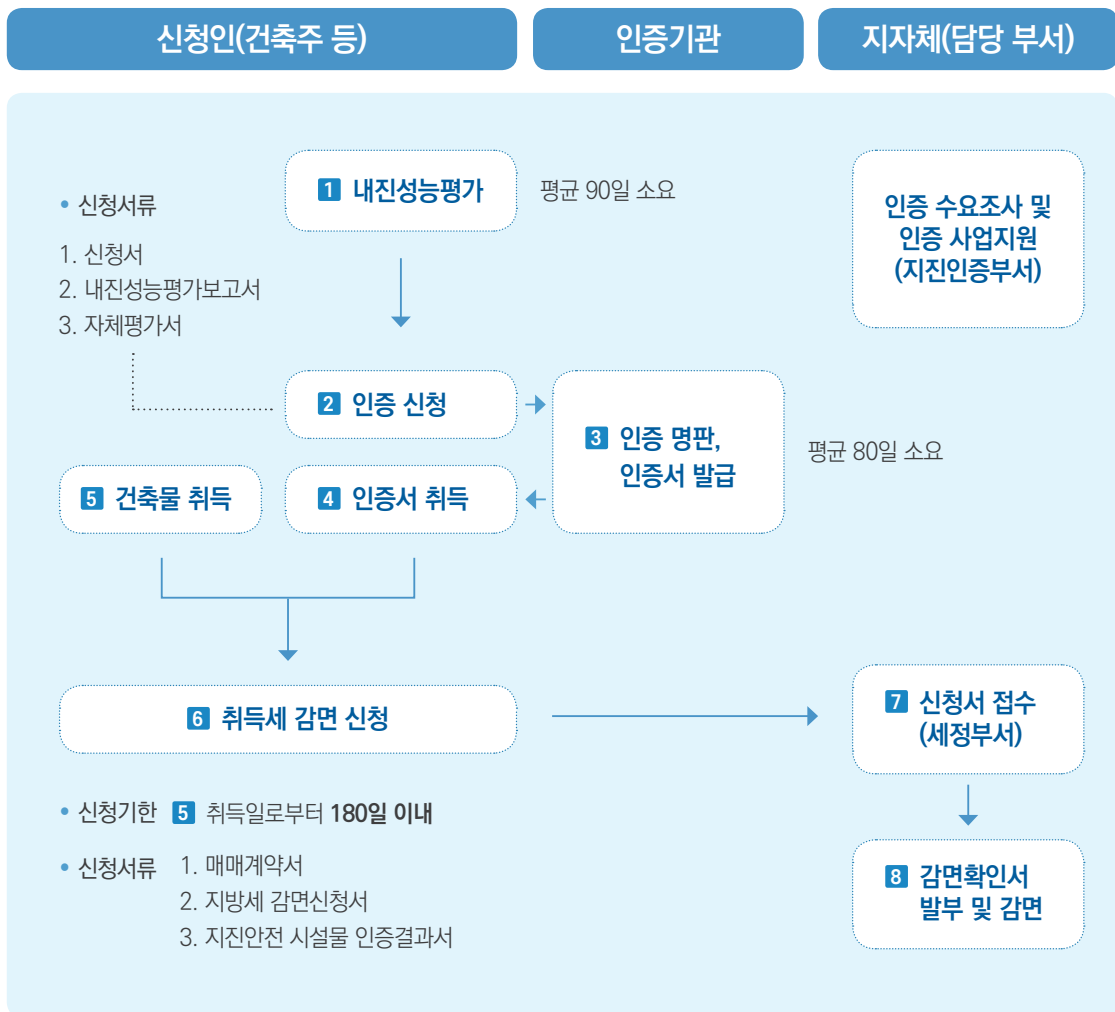 신청인(건축주 등)
인증기관
지자체(담당 부서)
1 내진성능평가
평균 90일 소요
인증 수요조사 및
인증 사업지원
(지진인증부서)
• 신청서류
1. 신청서
2. 내진성능평가보고서
3. 자체평가서
2 인증 신청
3 인증 명판,
인증서 발급
평균 80일 소요
5 건축물 취득
4 인증서 취득
6 취득세 감면 신청
7 신청서 접수
(세정부서)
• 신청기한 5 취득일로부터 180일 이내
• 신청서류 1. 매매계약서
2. 지방세 감면신청서
3. 지진안전 시설물 인증결과서
8 감면확인서
발부 및 감면